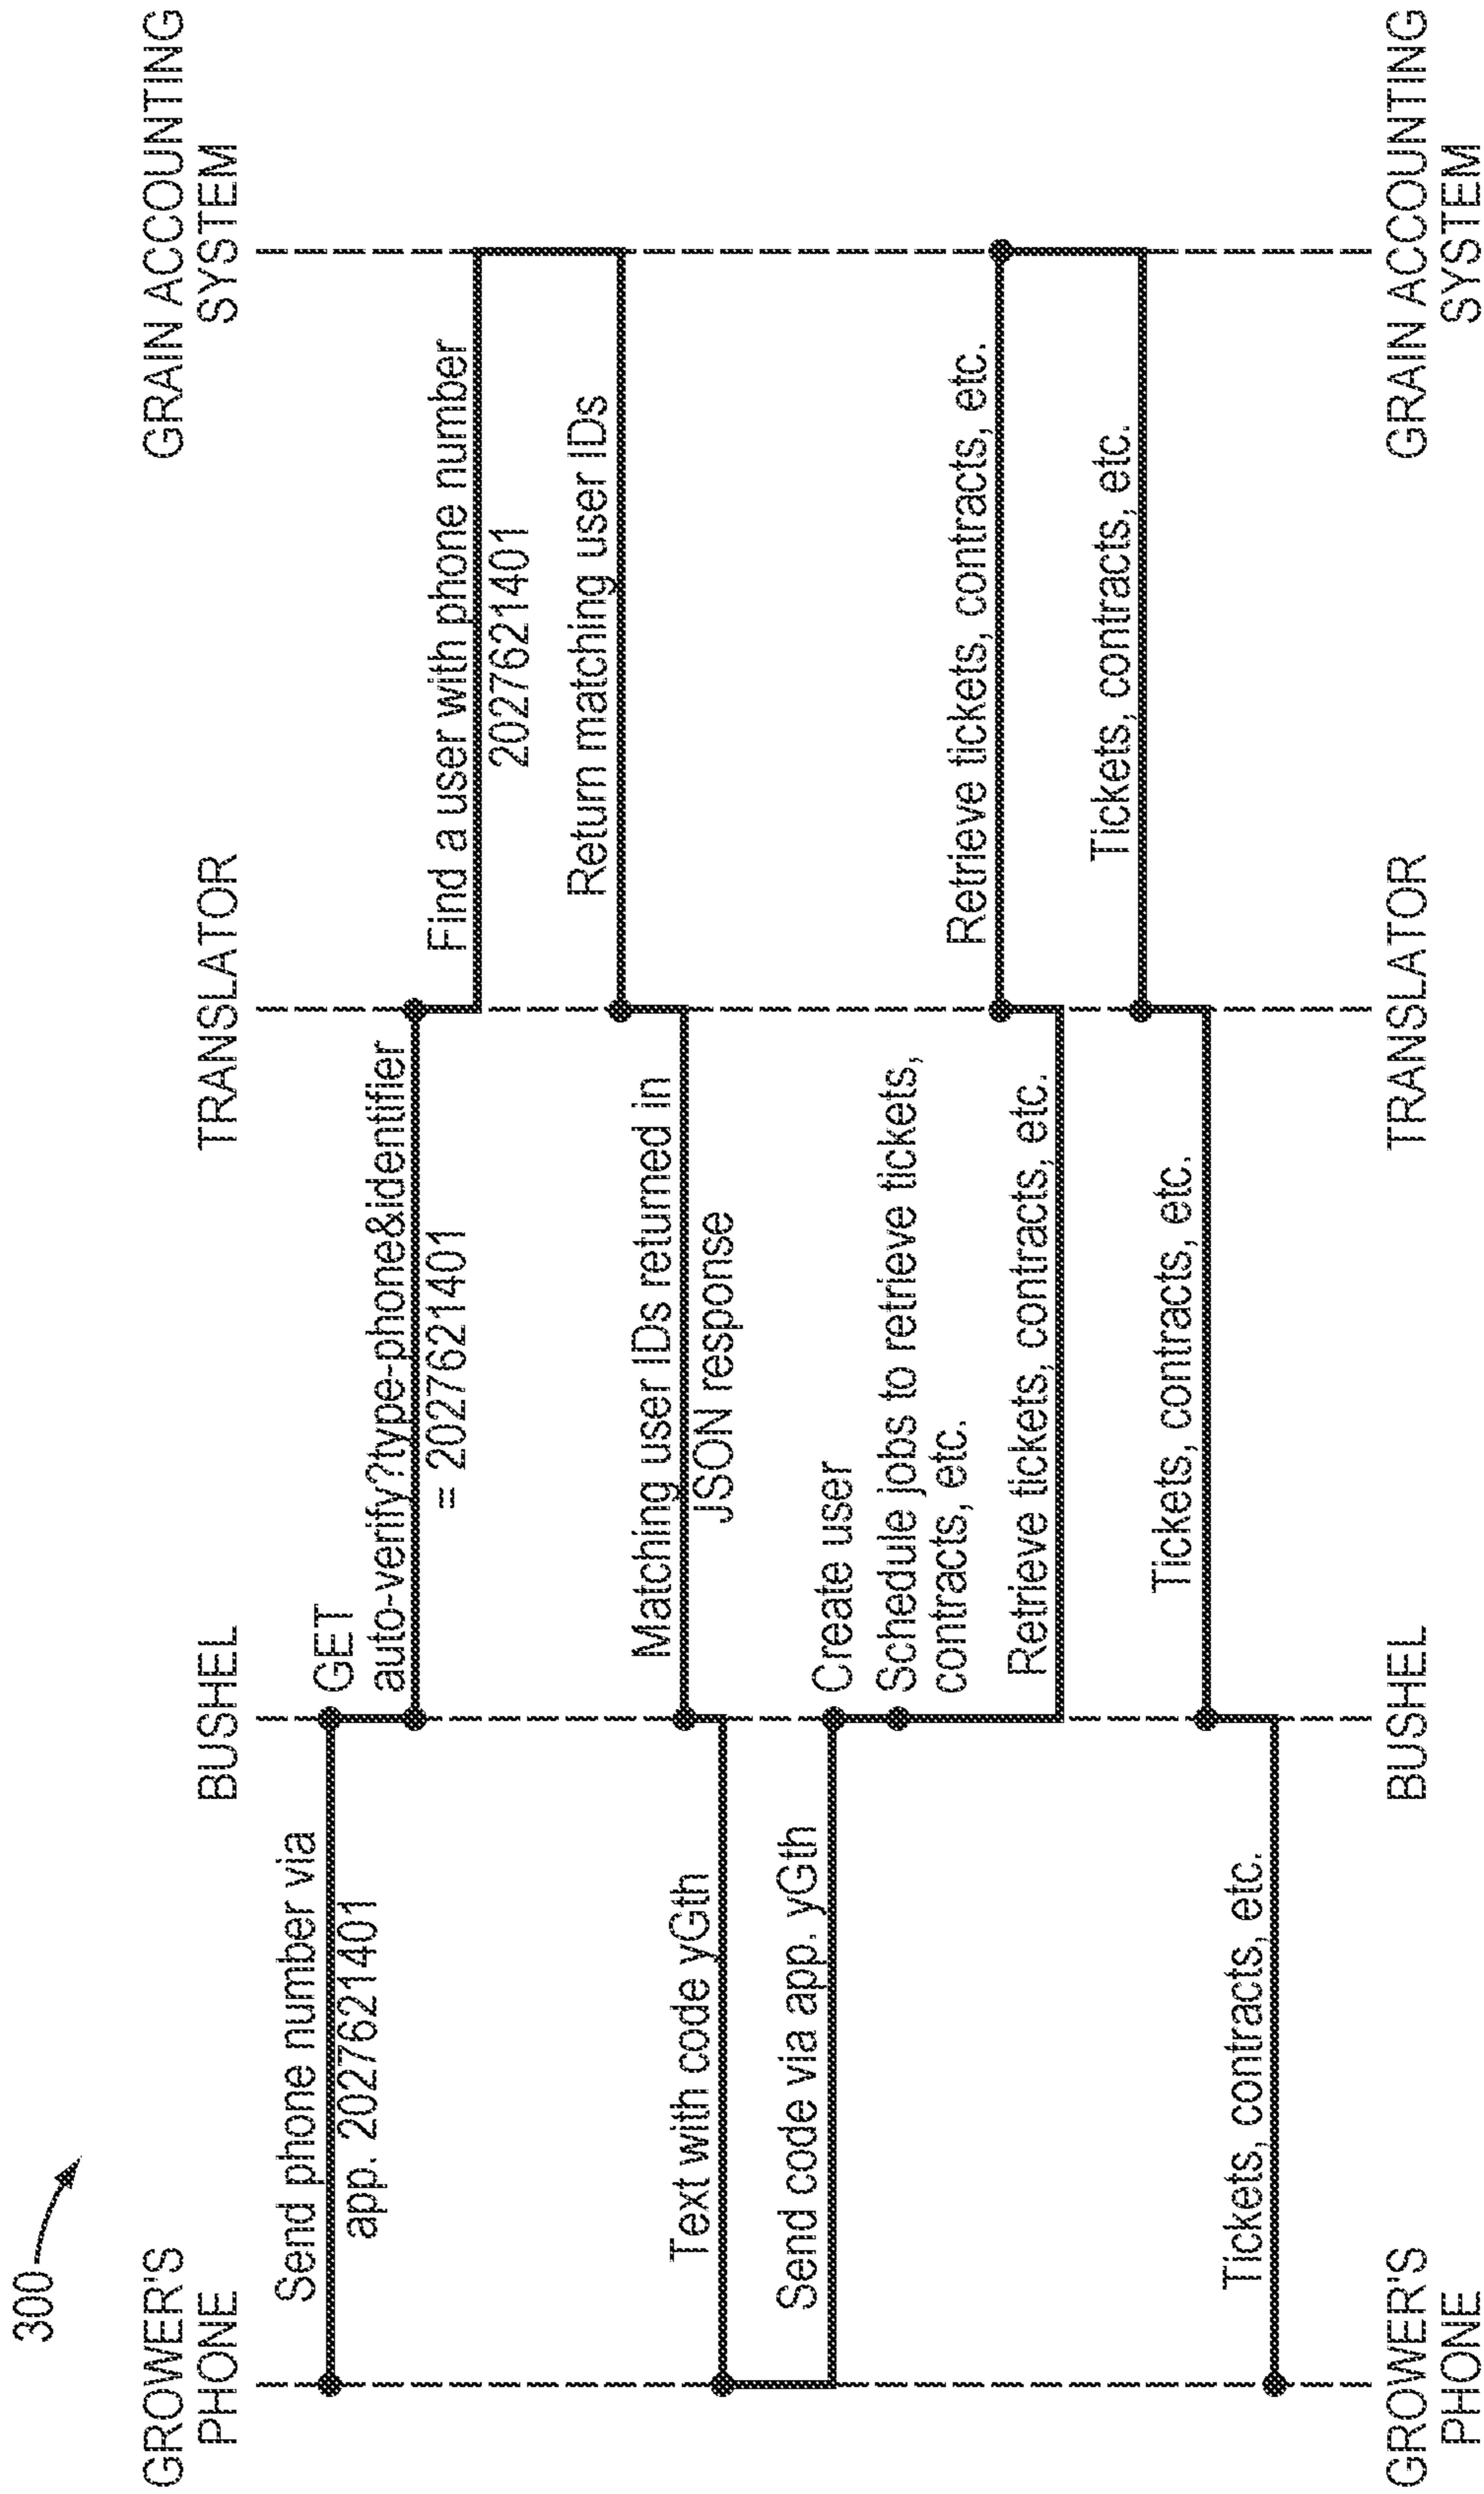 300
GROWER'S
PHONE
BUSHEL
TRANSLATOR
GRAIN ACCOUNTING
SYSTEM
Send phone number via
app. 2027621401
GET
auto-verify?type-phone&identifier
= 2027621401
Find a user with phone number
2027621401
Return matching user IDs
Matching user IDs returned in
JSON response
Text with code yGth
Send code via app. yGth
Create user
Schedule jobs to retrieve tickets,
contracts, etc.
Retrieve tickets, contracts, etc.
Retrieve tickets, contracts, etc.
Tickets, contracts, etc.
Tickets, contracts, etc.
Tickets, contracts, etc.
GROWER'S
PHONE
BUSHEL
TRANSLATOR
GRAIN ACCOUNTING
SYSTEM